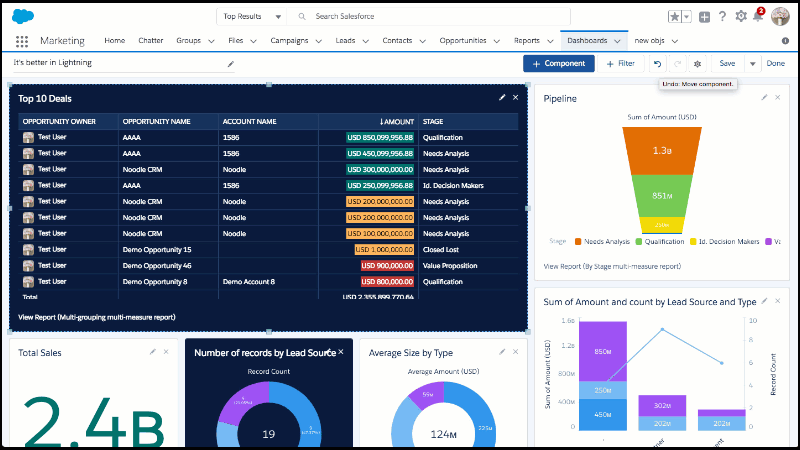 Top Results
Search Salesforce
2
Marketing
Home
Chatter
Groups
Files
Campaigns
Leads
Contacts
Opportunities
Reports
Dashboards
new objs
It's better in Lightning
+ Component
+ Filter
Save
Done
Undo: Move component.
Top 10 Deals
OPPORTUNITY OWNER OPPORTUNITY NAME ACCOUNT NAME ↓AMOUNT STAGE
Test User AAAA 1586 USD 850,099,956.88 Qualification
Test User AAAA 1586 USD 450,099,956.88 Needs Analysis
Test User Noodle CRM Noodle USD 300,000,000.00 Needs Analysis
Test User AAAA 1586 USD 250,099,956.88 Id. Decision Makers
Test User Noodle CRM Noodle USD 200,000,000.00 Needs Analysis
Test User Noodle CRM Noodle USD 200,000,000.00 Needs Analysis
Test User Noodle CRM Noodle USD 100,000,000.00 Needs Analysis
Test User Demo Opportunity 15 USD 1,000,000.00 Closed Lost
Test User Demo Opportunity 46 USD 900,000.00 Value Proposition
Test User Demo Opportunity 8 Demo Account 8 USD 800,000.00 Qualification
Total USD 2,355,899,770.64
View Report (Multi-grouping multi-measure report)
Pipeline
Sum of Amount (USD)
1.3B
851M
Stage
Needs Analysis
Qualification
Id. Decision Makers
View Report (By Stage multi-measure report)
Total Sales
2.4B
Number of records by Lead Source
Record Count
19
Average Size by Type
Average Amount (USD)
55M
225M
124M
Sum of Amount and count by Lead Source and Type
Sum of Amount (USD)
1.6B
1.2B
800M
400M
0
850M
250M
450M
302M
202M
202M
10
8
6
4
2
0
Record Count